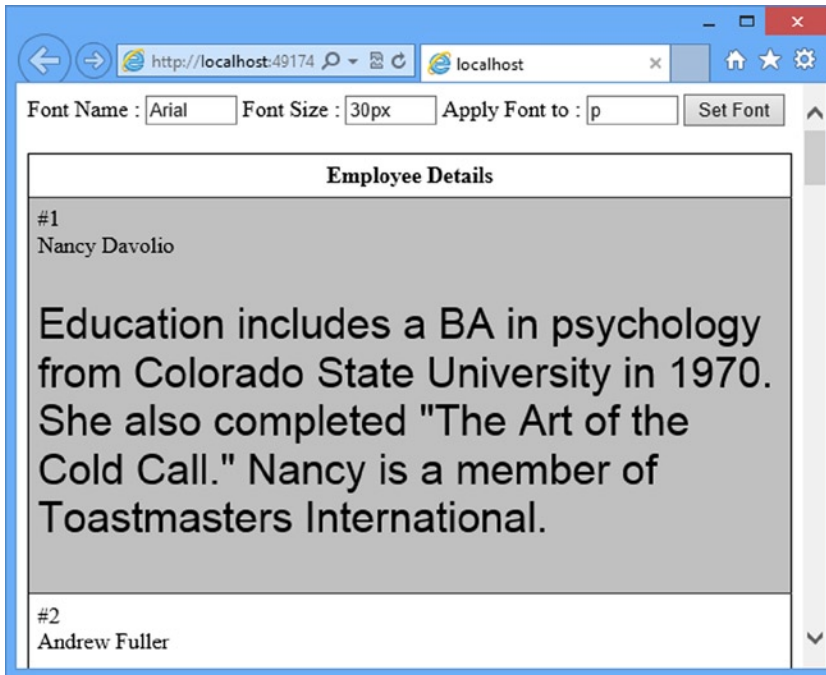 http://localhost:49174
localhost
Font Name : Arial Font Size : 30px Apply Font to : p Set Font
Employee Details
#1
Nancy Davolio
Education includes a BA in psychology
from Colorado State University in 1970.
She also completed "The Art of the
Cold Call." Nancy is a member of
Toastmasters International.
#2
Andrew Fuller